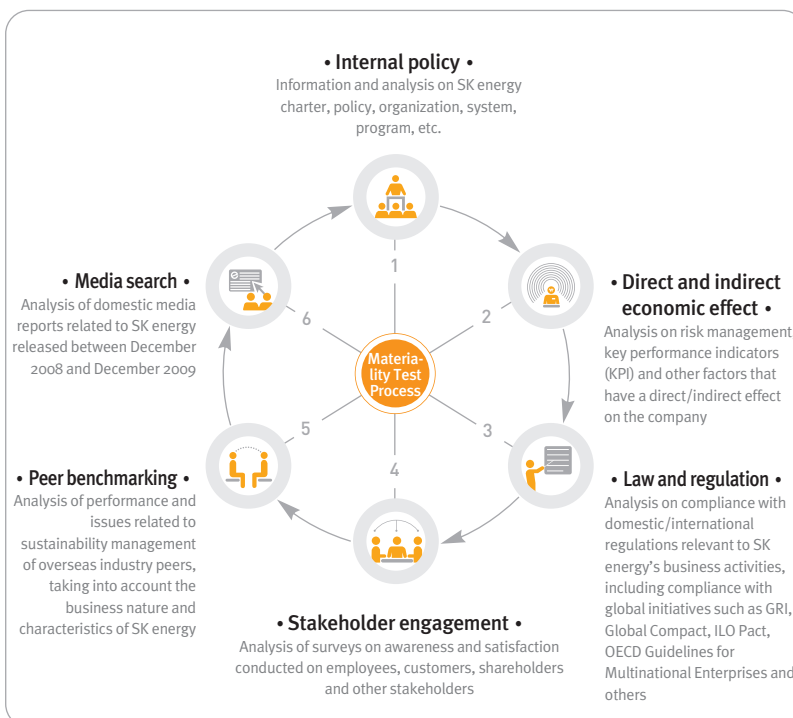 • Internal policy •
Information and analysis on SK energy
charter, policy, organization, system,
program, etc.
1
• Direct and indirect
economic effect •
Analysis on risk management
key performance indicators
(KPI) and other factors that
have a direct/indirect effect
on the company
2
• Law and regulation •
Analysis on compliance with
domestic/international
regulations relevant to SK
energy's business activities,
including compliance with
global initiatives such as GRI,
Global Compact, ILO Pact,
OECD Guidelines for
Multinational Enterprises and
others
3
• Stakeholder engagement •
Analysis of surveys on awareness and satisfaction
conducted on employees, customers, shareholders
and other stakeholders
4
• Peer benchmarking •
Analysis of performance and
issues related to
sustainability management
of overseas industry peers,
taking into account the
business nature and
characteristics of SK energy
5
• Media search •
Analysis of domestic media
reports related to SK energy
released between December
2008 and December 2009
6
Materia-
lity Test
Process